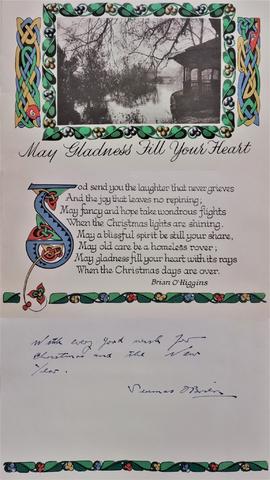 May Gladness Fill Your Heart
God send you the laughter that never grieves
And the joy that leaves no repining;
May fancy and hope take wondrous flights
When the Christmas lights are shining.
May a blissful spirit be still your share,
May old care be a homeless rover;
May gladness fill your heart with its rays
When the Christmas days are over.
Brian O'Higgins
With every good wish for
Christmas and the New
Year.
Seumas O'Brien